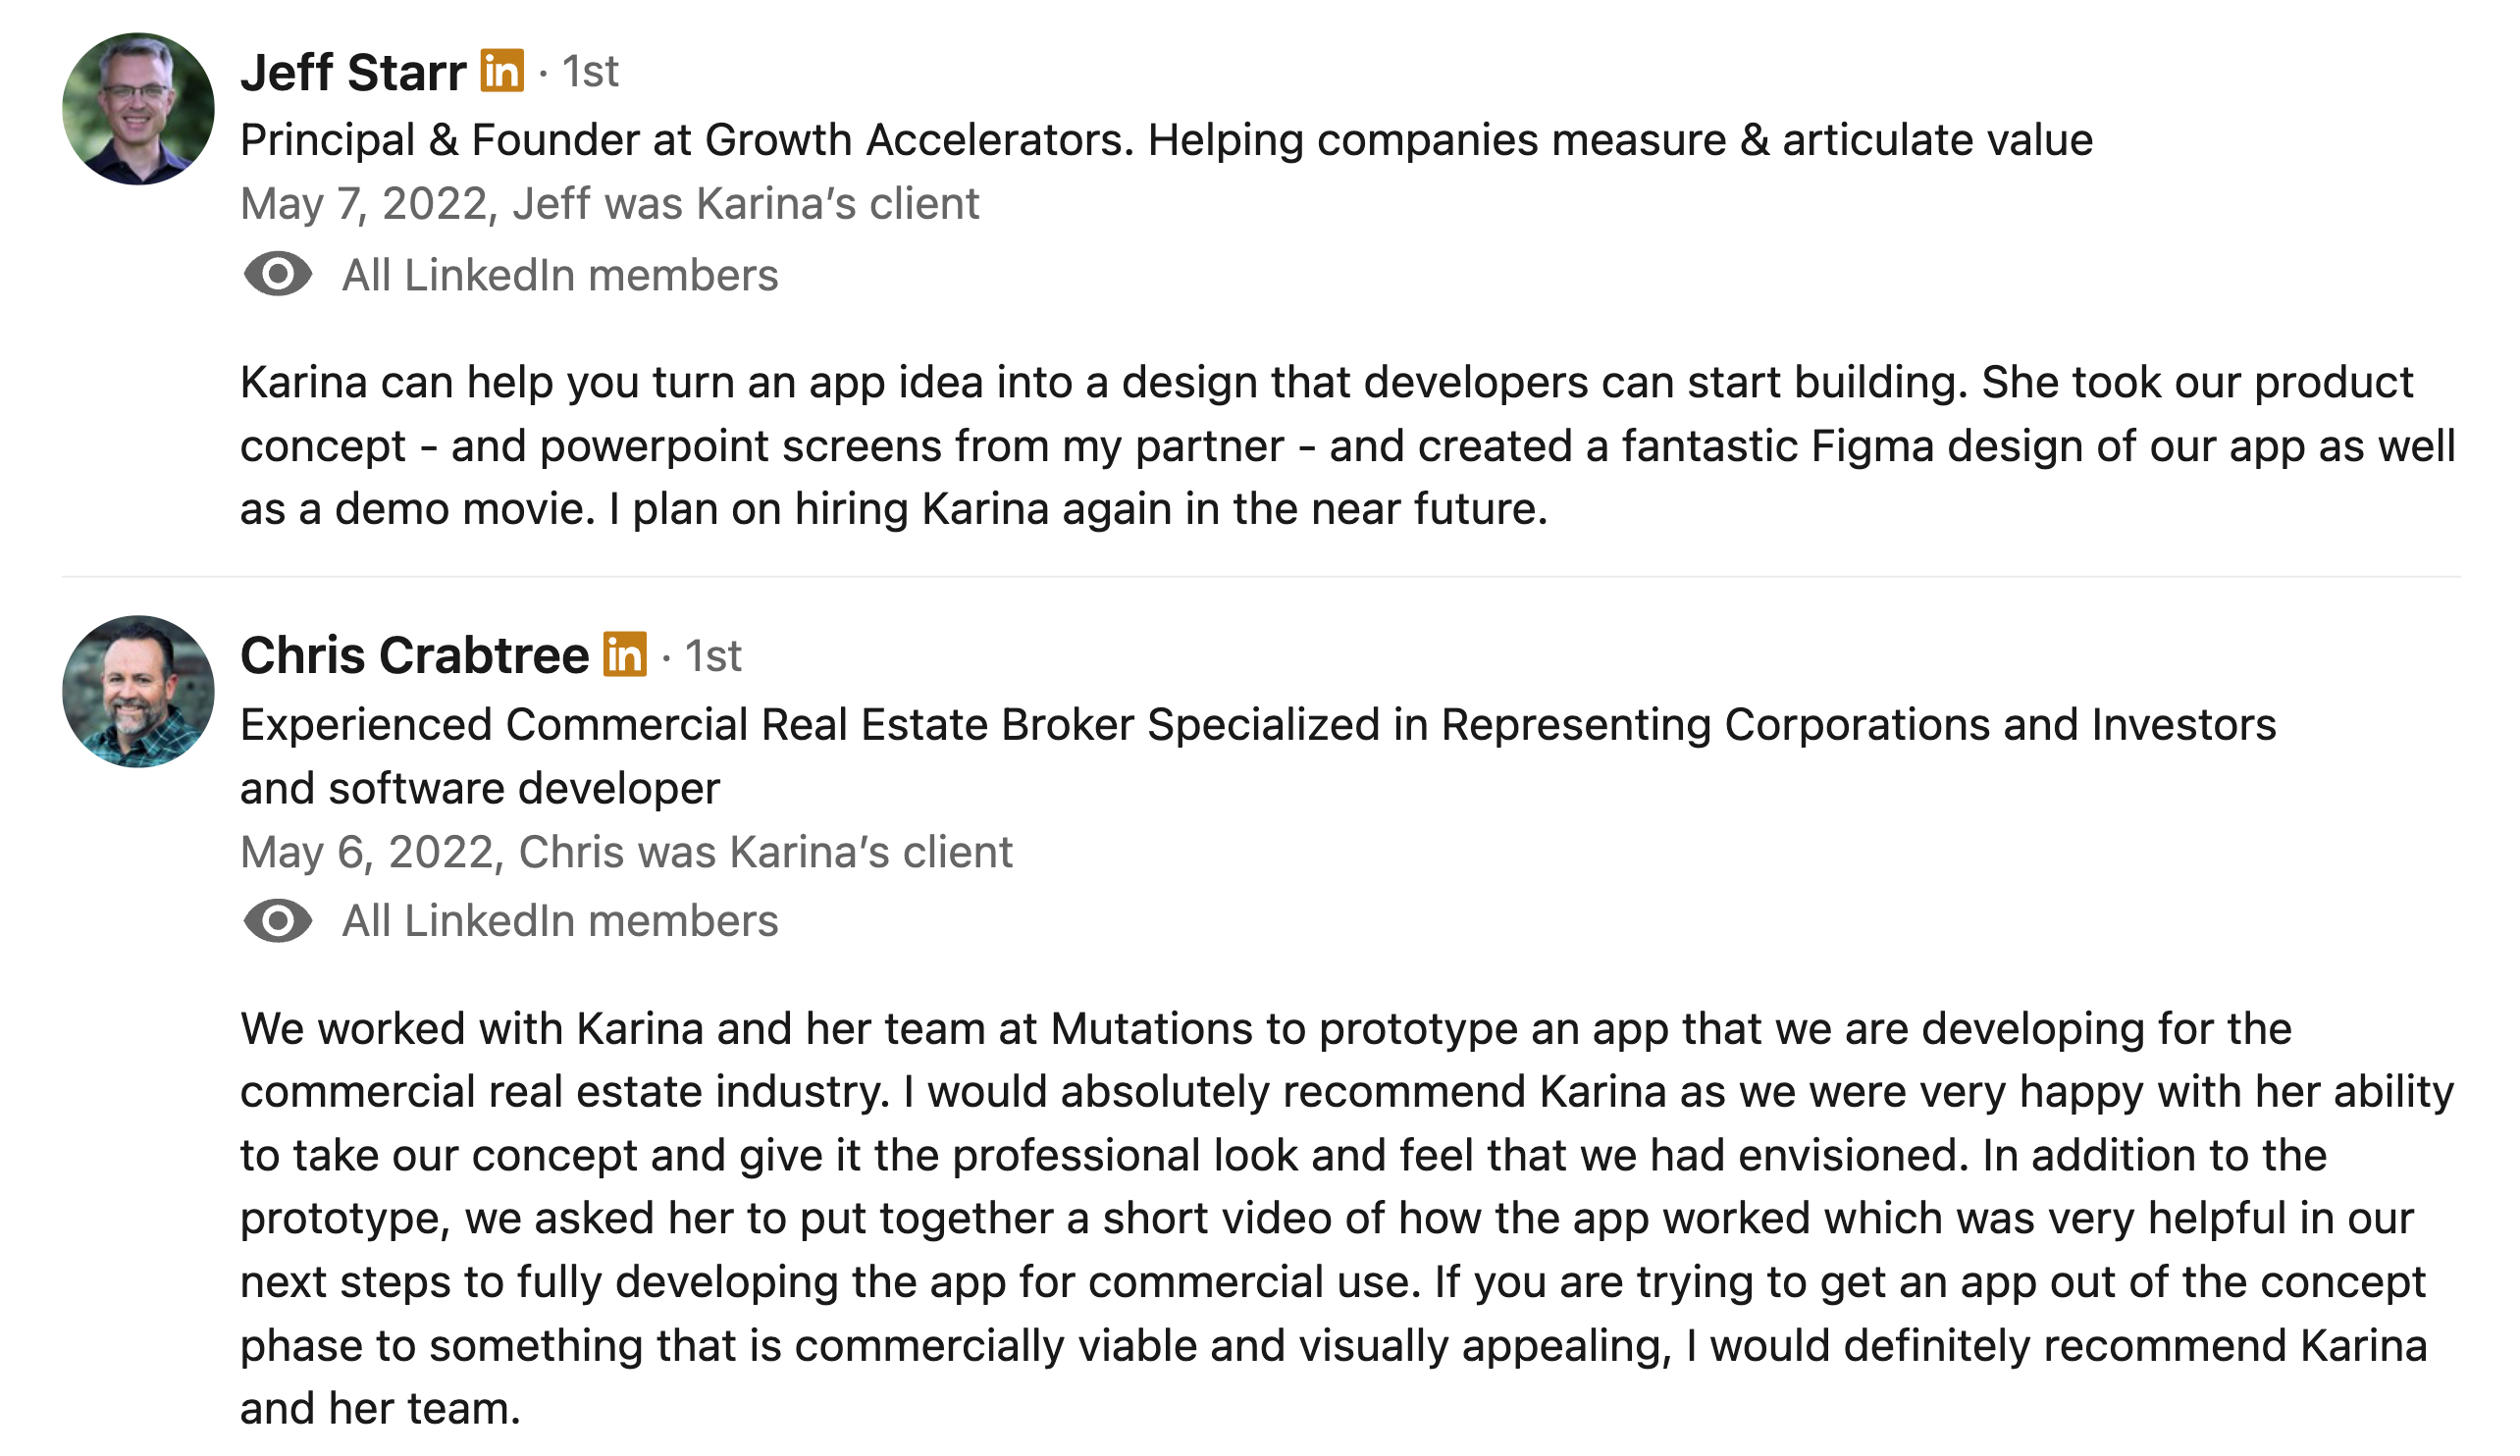 Jeff Starr in · 1st
Principal & Founder at Growth Accelerators. Helping companies measure & articulate value
May 7, 2022, Jeff was Karina’s client
All LinkedIn members
Karina can help you turn an app idea into a design that developers can start building. She took our product
concept - and powerpoint screens from my partner - and created a fantastic Figma design of our app as well
as a demo movie. I plan on hiring Karina again in the near future.
Chris Crabtree in · 1st
Experienced Commercial Real Estate Broker Specialized in Representing Corporations and Investors
and software developer
May 6, 2022, Chris was Karina’s client
All LinkedIn members
We worked with Karina and her team at Mutations to prototype an app that we are developing for the
commercial real estate industry. I would absolutely recommend Karina as we were very happy with her ability
to take our concept and give it the professional look and feel that we had envisioned. In addition to the
prototype, we asked her to put together a short video of how the app worked which was very helpful in our
next steps to fully developing the app for commercial use. If you are trying to get an app out of the concept
phase to something that is commercially viable and visually appealing, I would definitely recommend Karina
and her team.